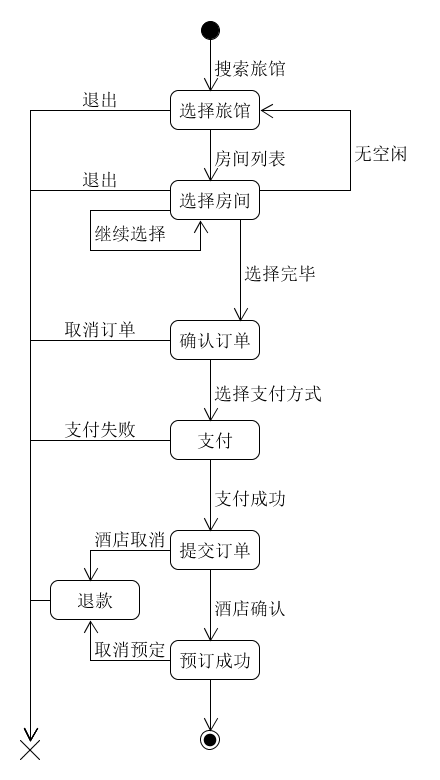 搜索旅馆
退出
选择旅馆
房间列表
无空闲
退出
选择房间
继续选择
选择完毕
取消订单
确认订单
选择支付方式
支付失败
支付
支付成功
酒店取消
提交订单
退款
酒店确认
取消预定
预订成功